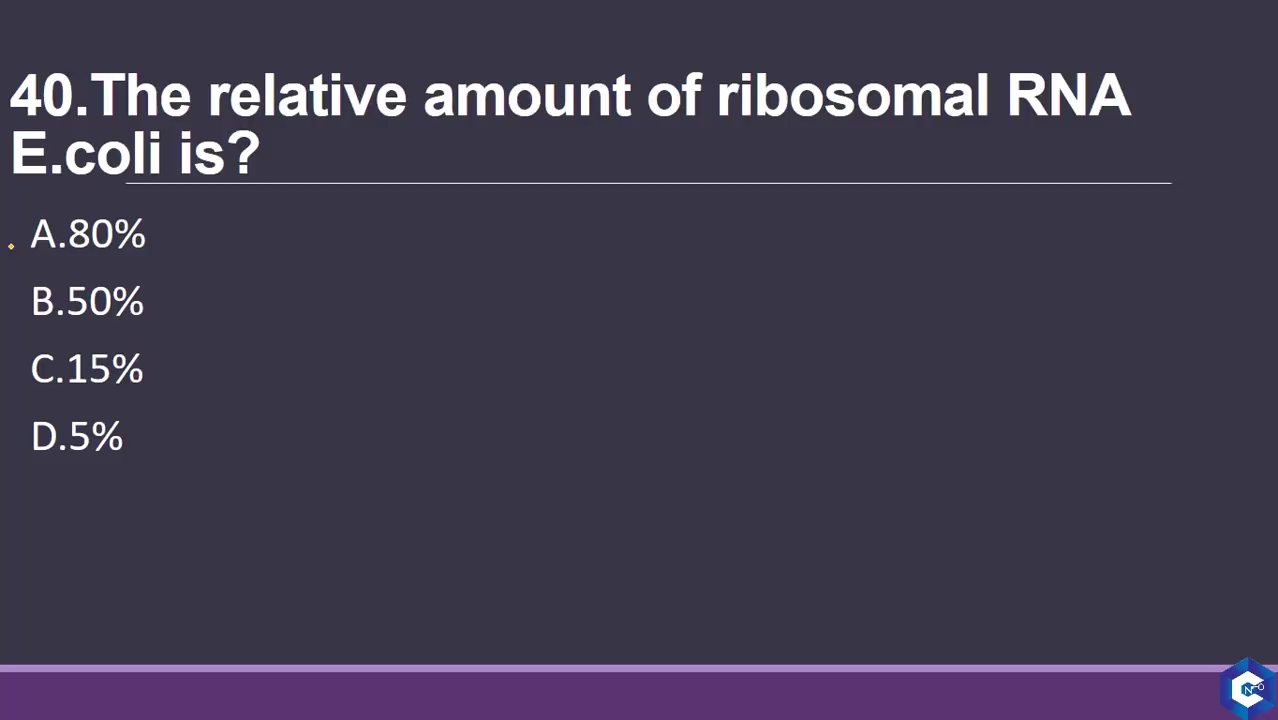 40.The relative amount of ribosomal RNA
E.coli is?
A.80%
B.50%
C.15%
D.5%